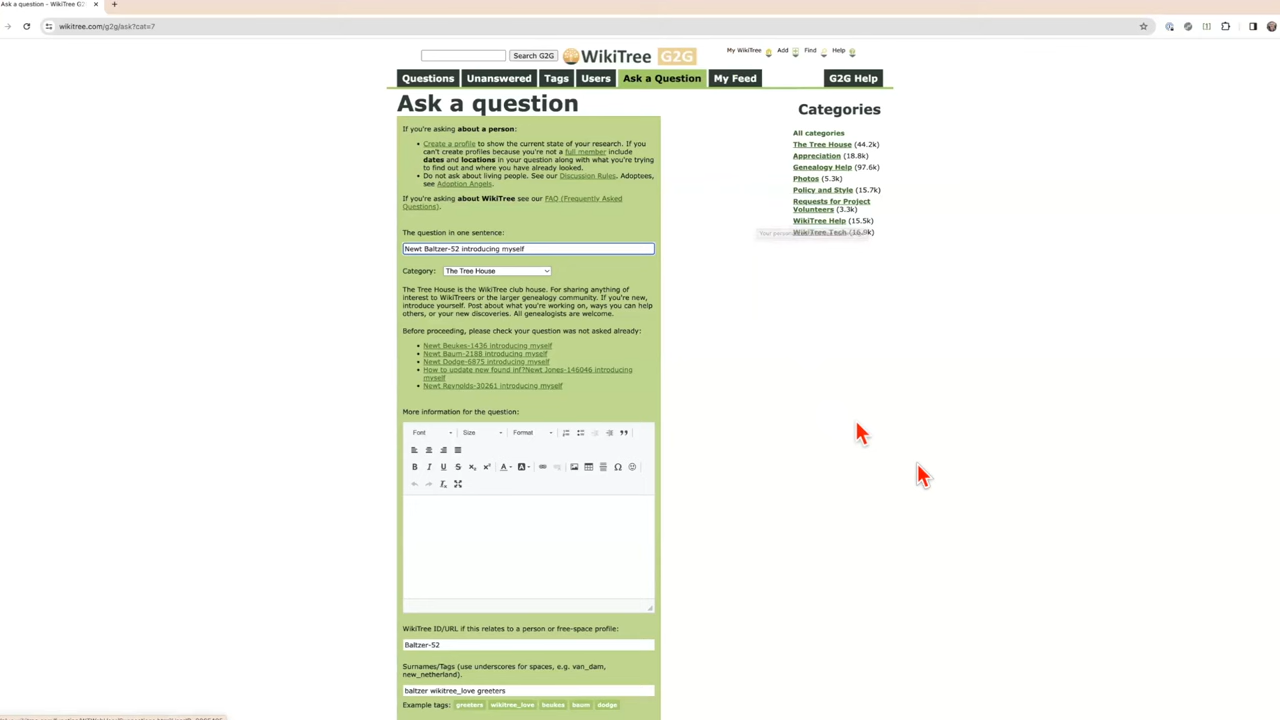 Ask a question - WikiTree G2G
wikitree.com/g2g/ask?cat=7
Search G2G
WikiTree G2G
My WikiTree Add Find Help
Questions Unanswered Tags Users Ask a Question My Feed G2G Help
Ask a question
If you're asking about a person:
Create a profile to show the current state of your research. If you
can't create profiles because you're not a full member include
dates and locations in your question along with what you're trying
to find out and where you have already looked.
Do not ask about living people. See our Discussion Rules. Adoptees,
see Adoption Angels.
If you're asking about WikiTree see our FAQ (Frequently Asked
Questions).
The question in one sentence:
Newt Baltzer-52 introducing myself
Category: The Tree House
The Tree House is the WikiTree club house. For sharing anything of
interest to WikiTreers or the larger genealogy community. If you're new,
introduce yourself. Post about what you're working on, ways you can help
others, or your new discoveries. All genealogists are welcome.
Before proceeding, please check your question was not asked already:
Newt Beukes-1436 introducing myself
Newt Baum-2188 introducing myself
Newt Dodge-6875 introducing myself
How to update new found inf?Newt Jones-146046 introducing
myself
Newt Reynolds-30261 introducing myself
More information for the question:
Font Size Format
WikiTree ID/URL if this relates to a person or free-space profile:
Baltzer-52
Surnames/Tags (use underscores for spaces, e.g. van_dam,
new_netherland).
baltzer wikitree_love greeters
Example tags: greeters wikitree_love beukes baum dodge
Categories
All categories
The Tree House (44.2k)
Appreciation (18.8k)
Genealogy Help (97.6k)
Photos (5.3k)
Policy and Style (15.7k)
Requests for Project
Volunteers (3.3k)
WikiTree Help (15.5k)
WikiTree Tech (16.9k)